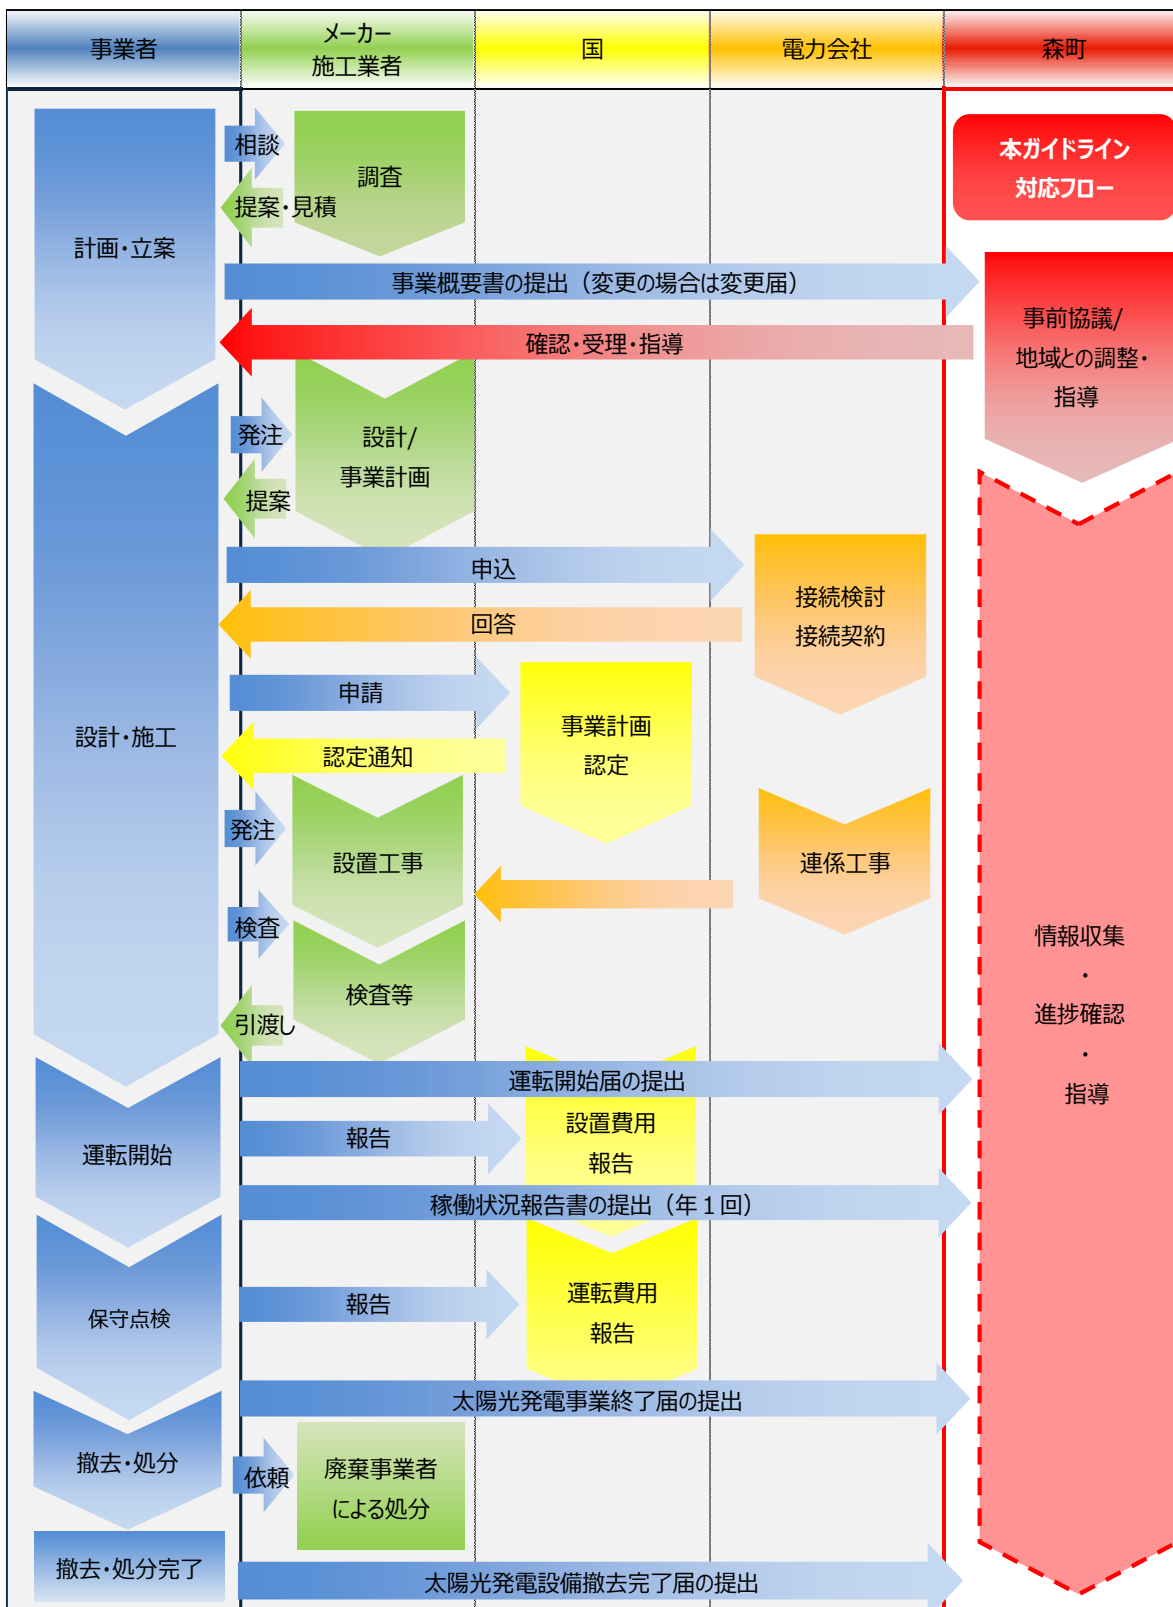 事業者
メーカー
施工業者
国
電力会社
森町
本ガイドライン
対応フロー
相談
調査
提案・見積
計画・立案
事業概要書の提出（変更の場合は変更届）
事前協議/
地域との調整・
指導
確認・受理・指導
発注
設計/
事業計画
提案
申込
接続検討
接続契約
回答
申請
事業計画
認定
設計・施工
認定通知
発注
設置工事
連係工事
検査
検査等
引渡し
情報収集
・
進捗確認
・
指導
運転開始届の提出
設置費用
報告
報告
運転開始
稼働状況報告書の提出（年１回）
保守点検
報告
運転費用
報告
太陽光発電事業終了届の提出
撤去・処分
依頼
廃棄事業者
による処分
撤去・処分完了
太陽光発電設備撤去完了届の提出